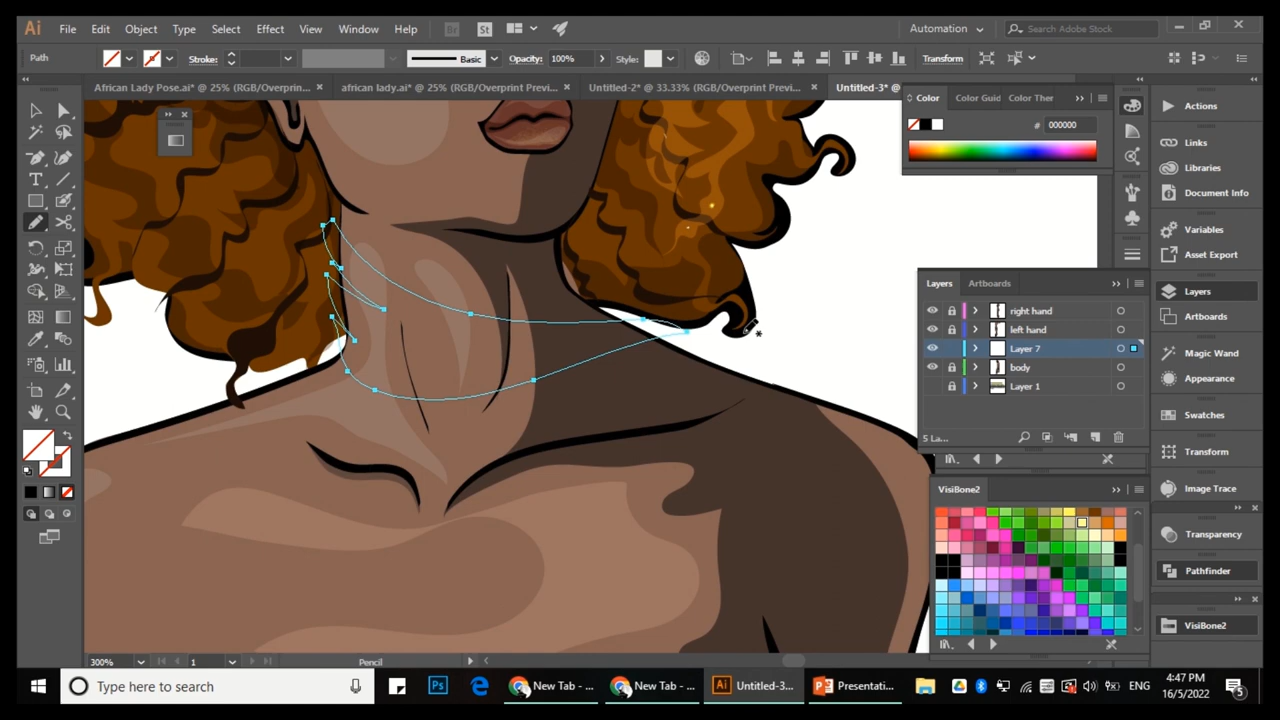 Ai File Edit Object Type Select Effect View Window Help Br St Automation Search Adobe Stock
Path Stroke: Basic Opacity: 100% Style: Transform
African Lady Pose.ai* @ 25% (RGB/Overprin... african lady.ai* @ 25% (RGB/Overprint Previ... Untitled-2* @ 33.33% (RGB/Overprint Previ... Untitled-3* @
Color Color Guid Color Ther
# 000000
Actions
Links
Libraries
Document Info
Variables
Asset Export
Layers
Artboards
Magic Wand
Appearance
Swatches
Transform
Image Trace
Transparency
Pathfinder
VisiBone2
Layers Artboards
right hand
left hand
Layer 7
body
Layer 1
5 La...
VisiBone2
300% 1 Pencil
Type here to search Ps New Tab - ... New Tab - ... Ai Untitled-3... Presentati... ENG 4:47 PM
16/5/2022 5